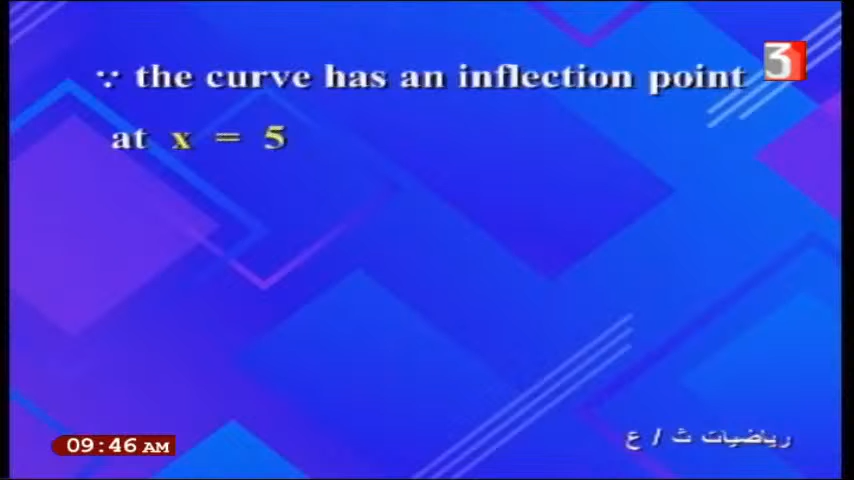 ∵ the curve has an inflection point
at x = 5
3
رياضيات ث / ع
09:46 AM